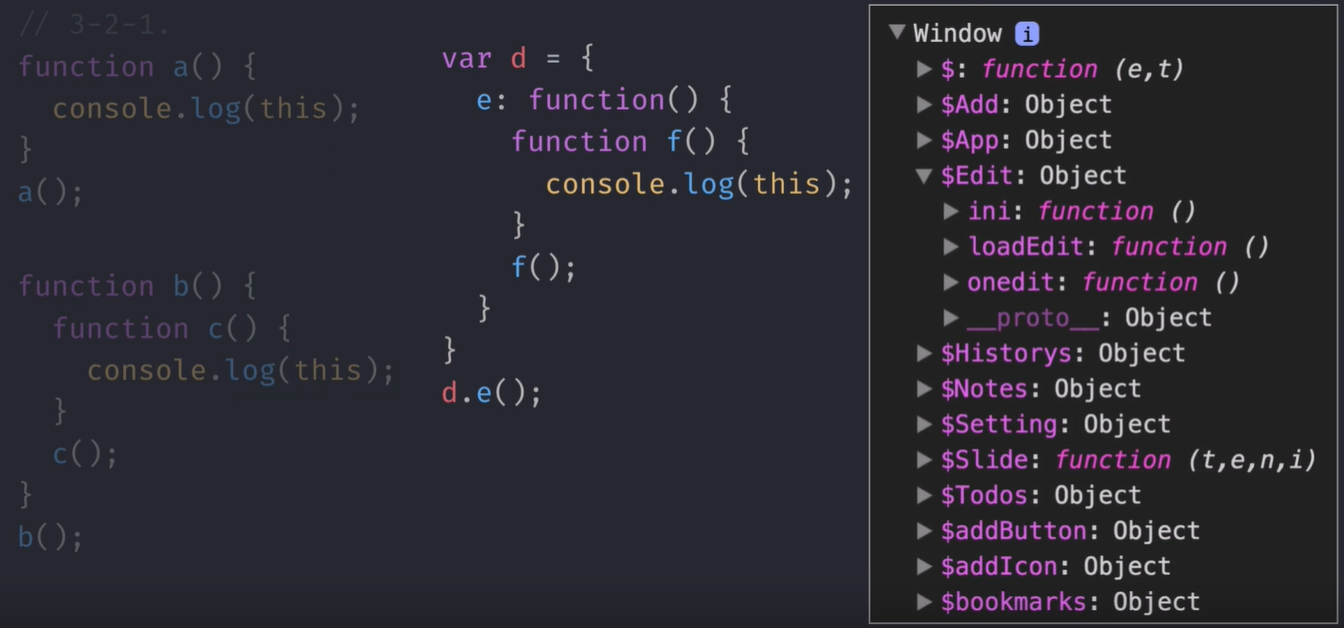 // 3-2-1.
function a() {
console.log(this);
}
a();
function b() {
function c() {
console.log(this);
}
c();
}
b();
var d = {
e: function() {
function f() {
console.log(this);
}
f();
}
}
d.e();
▼ Window i
▶ $: function (e,t)
▶ $Add: Object
▶ $App: Object
▼ $Edit: Object
▶ ini: function ()
▶ loadEdit: function ()
▶ onedit: function ()
▶ __proto__: Object
▶ $Historys: Object
▶ $Notes: Object
▶ $Setting: Object
▶ $Slide: function (t,e,n,i)
▶ $Todos: Object
▶ $addButton: Object
▶ $addIcon: Object
▶ $bookmarks: Object